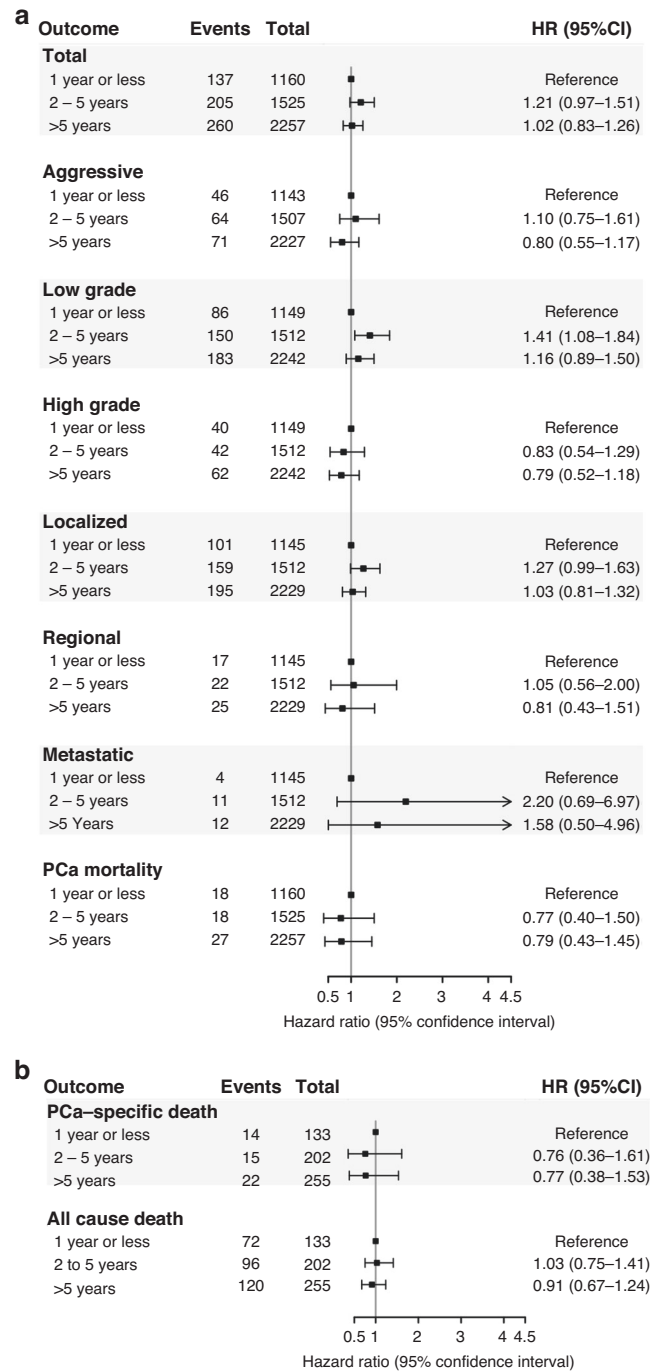 a
Outcome Events Total HR (95%CI)
Total
1 year or less 137 1160 Reference
2 – 5 years 205 1525 1.21 (0.97–1.51)
>5 years 260 2257 1.02 (0.83–1.26)
Aggressive
1 year or less 46 1143 Reference
2 – 5 years 64 1507 1.10 (0.75–1.61)
>5 years 71 2227 0.80 (0.55–1.17)
Low grade
1 year or less 86 1149 Reference
2 – 5 years 150 1512 1.41 (1.08–1.84)
>5 years 183 2242 1.16 (0.89–1.50)
High grade
1 year or less 40 1149 Reference
2 – 5 years 42 1512 0.83 (0.54–1.29)
>5 years 62 2242 0.79 (0.52–1.18)
Localized
1 year or less 101 1145 Reference
2 – 5 years 159 1512 1.27 (0.99–1.63)
>5 years 195 2229 1.03 (0.81–1.32)
Regional
1 year or less 17 1145 Reference
2 – 5 years 22 1512 1.05 (0.56–2.00)
>5 years 25 2229 0.81 (0.43–1.51)
Metastatic
1 year or less 4 1145 Reference
2 – 5 years 11 1512 2.20 (0.69–6.97)
>5 Years 12 2229 1.58 (0.50–4.96)
PCa mortality
1 year or less 18 1160 Reference
2 – 5 years 18 1525 0.77 (0.40–1.50)
>5 years 27 2257 0.79 (0.43–1.45)
0.5 1 2 3 4 4.5
Hazard ratio (95% confidence interval)
b
Outcome Events Total HR (95%CI)
PCa–specific death
1 year or less 14 133 Reference
2 – 5 years 15 202 0.76 (0.36–1.61)
>5 years 22 255 0.77 (0.38–1.53)
All cause death
1 year or less 72 133 Reference
2 to 5 years 96 202 1.03 (0.75–1.41)
>5 years 120 255 0.91 (0.67–1.24)
0.5 1 2 3 4 4.5
Hazard ratio (95% confidence interval)